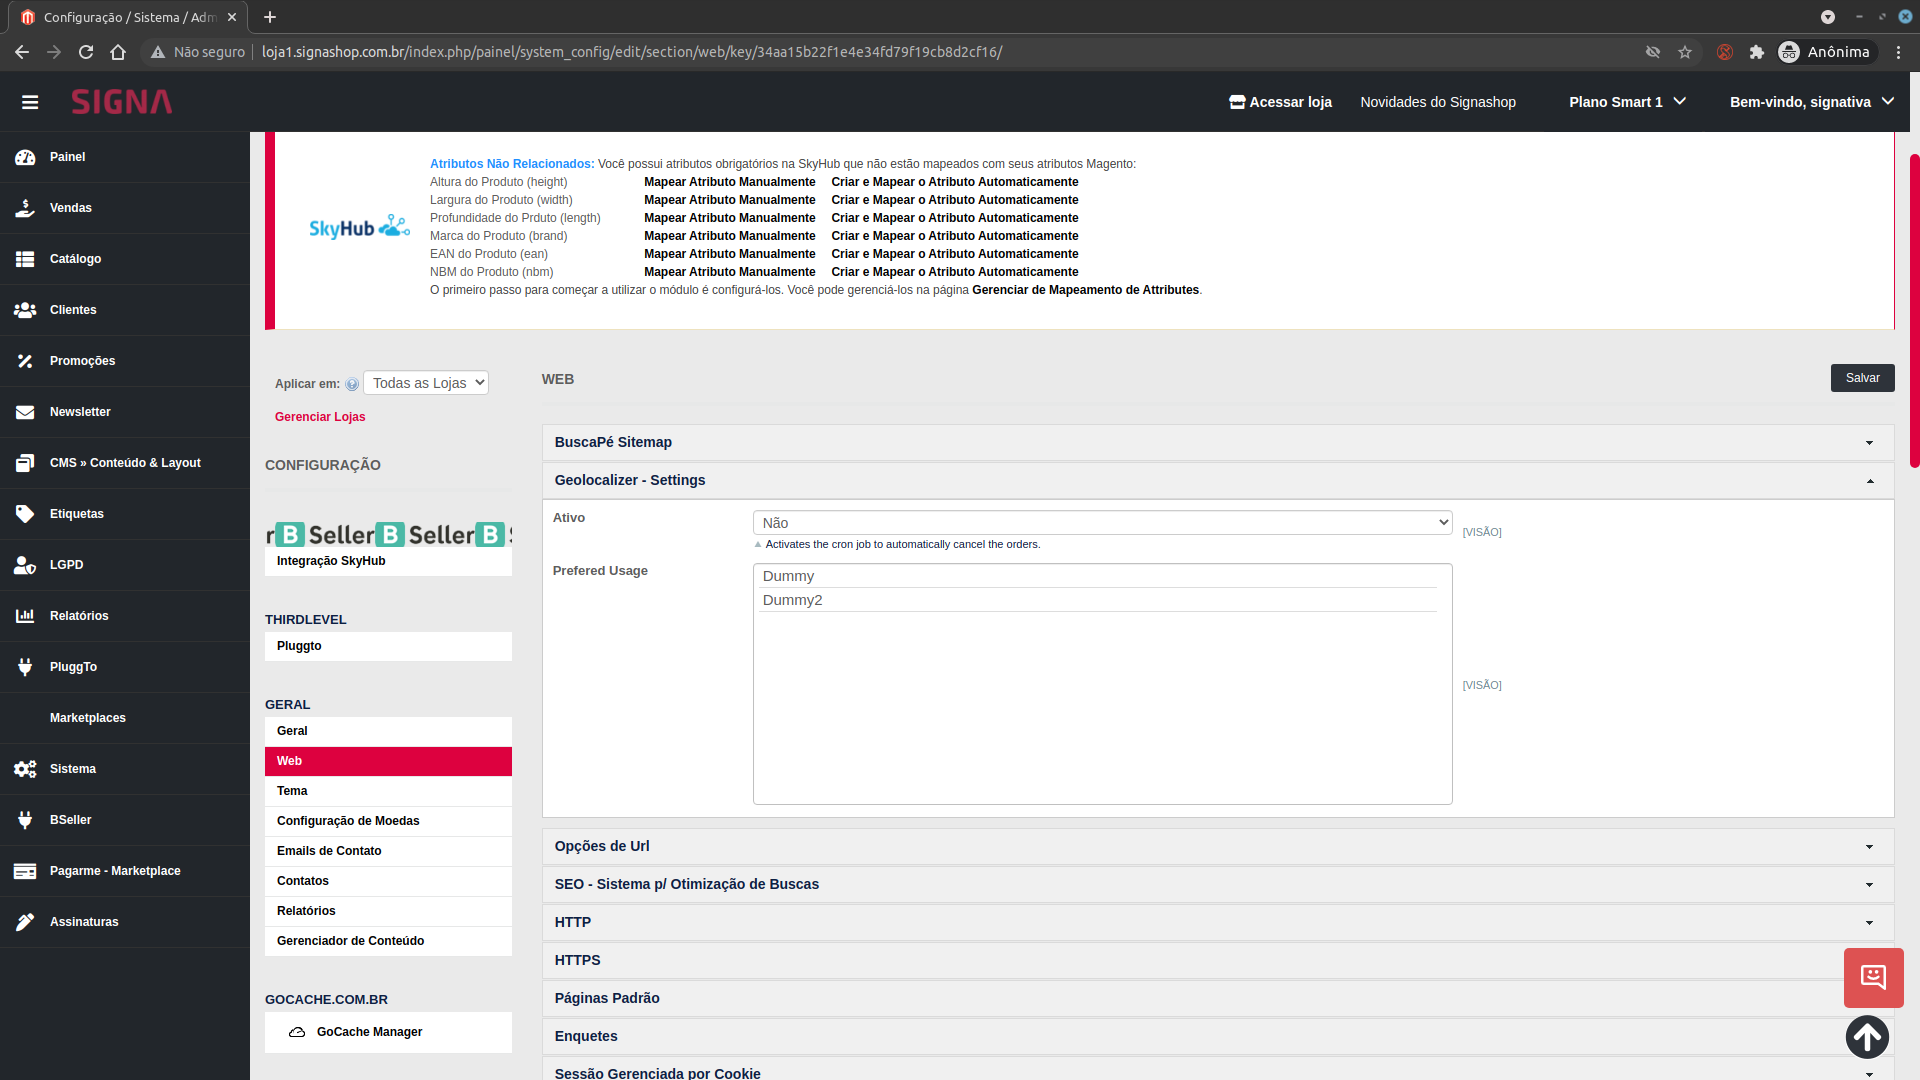 Configuração / Sistema / Adm
Não seguro
loja1.signashop.com.br/index.php/painel/system_config/edit/section/web/key/34aa15b22f1e4e34fd79f19cb8d2cf16/
Anônima
SIGNA
Acessar loja
Novidades do Signashop
Plano Smart 1
Bem-vindo, signativa
Painel
Vendas
Catálogo
Clientes
Promoções
Newsletter
CMS » Conteúdo & Layout
Etiquetas
LGPD
Relatórios
PluggTo
Marketplaces
Sistema
BSeller
Pagarme - Marketplace
Assinaturas
SkyHub
Atributos Não Relacionados: Você possui atributos obrigatórios na SkyHub que não estão mapeados com seus atributos Magento:
Altura do Produto (height) Mapear Atributo Manualmente Criar e Mapear o Atributo Automaticamente
Largura do Produto (width) Mapear Atributo Manualmente Criar e Mapear o Atributo Automaticamente
Profundidade do Prduto (length) Mapear Atributo Manualmente Criar e Mapear o Atributo Automaticamente
Marca do Produto (brand) Mapear Atributo Manualmente Criar e Mapear o Atributo Automaticamente
EAN do Produto (ean) Mapear Atributo Manualmente Criar e Mapear o Atributo Automaticamente
NBM do Produto (nbm) Mapear Atributo Manualmente Criar e Mapear o Atributo Automaticamente
O primeiro passo para começar a utilizar o módulo é configurá-los. Você pode gerenciá-los na página Gerenciar de Mapeamento de Attributes.
Aplicar em: Todas as Lojas
Gerenciar Lojas
CONFIGURAÇÃO
r B Seller B Seller B S
Integração SkyHub
THIRDLEVEL
Pluggto
GERAL
Geral
Web
Tema
Configuração de Moedas
Emails de Contato
Contatos
Relatórios
Gerenciador de Conteúdo
GOCACHE.COM.BR
GoCache Manager
WEB
Salvar
BuscaPé Sitemap
Geolocalizer - Settings
Ativo
Não
[VISÃO]
Activates the cron job to automatically cancel the orders.
Prefered Usage
Dummy
Dummy2
[VISÃO]
Opções de Url
SEO - Sistema p/ Otimização de Buscas
HTTP
HTTPS
Páginas Padrão
Enquetes
Sessão Gerenciada por Cookie